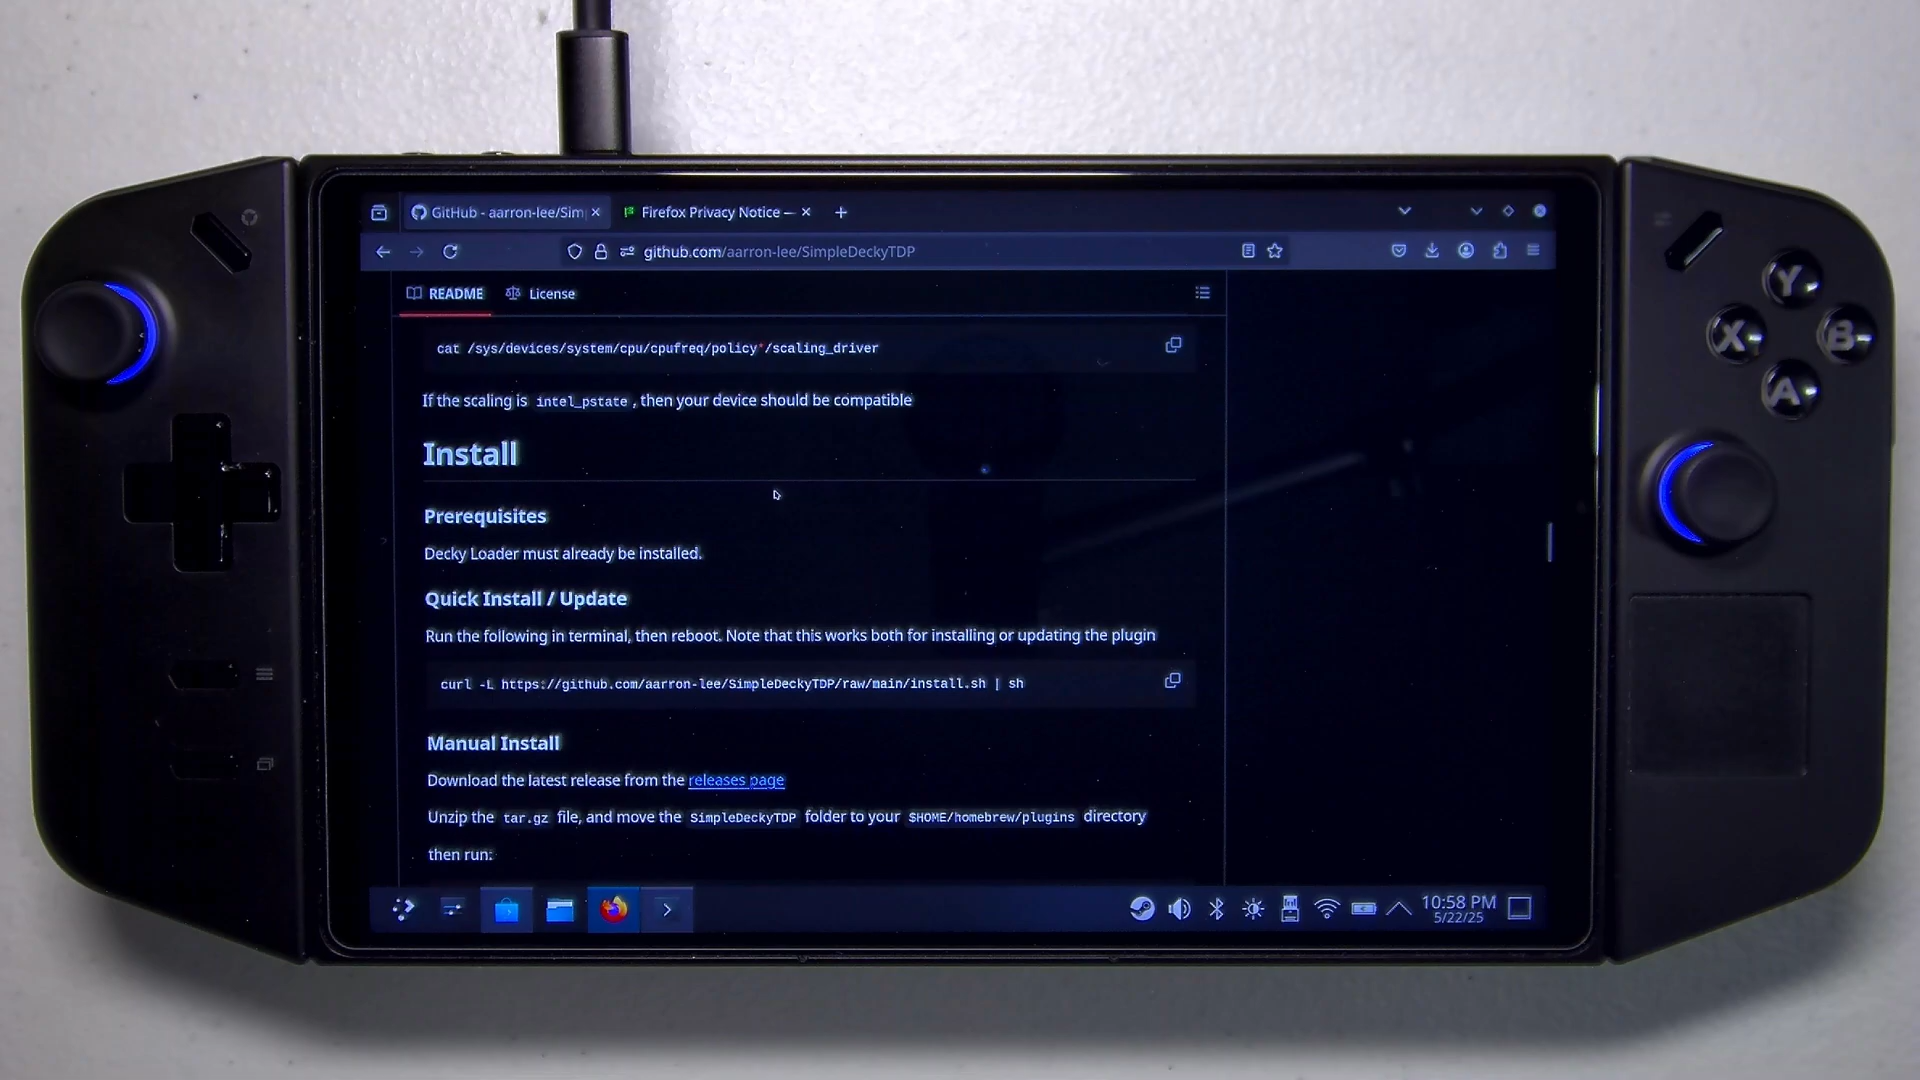 GitHub - aarron-lee/Sim
Firefox Privacy Notice —
github.com/aarron-lee/SimpleDeckyTDP
README
License
cat /sys/devices/system/cpu/cpufreq/policy*/scaling_driver
If the scaling is intel_pstate , then your device should be compatible
Install
Prerequisites
Decky Loader must already be installed.
Quick Install / Update
Run the following in terminal, then reboot. Note that this works both for installing or updating the plugin
curl -L https://github.com/aarron-lee/SimpleDeckyTDP/raw/main/install.sh | sh
Manual Install
Download the latest release from the releases page
Unzip the tar.gz file, and move the SimpleDeckyTDP folder to your $HOME/homebrew/plugins directory
then run:
10:58 PM
5/22/25
Y
X
B
A